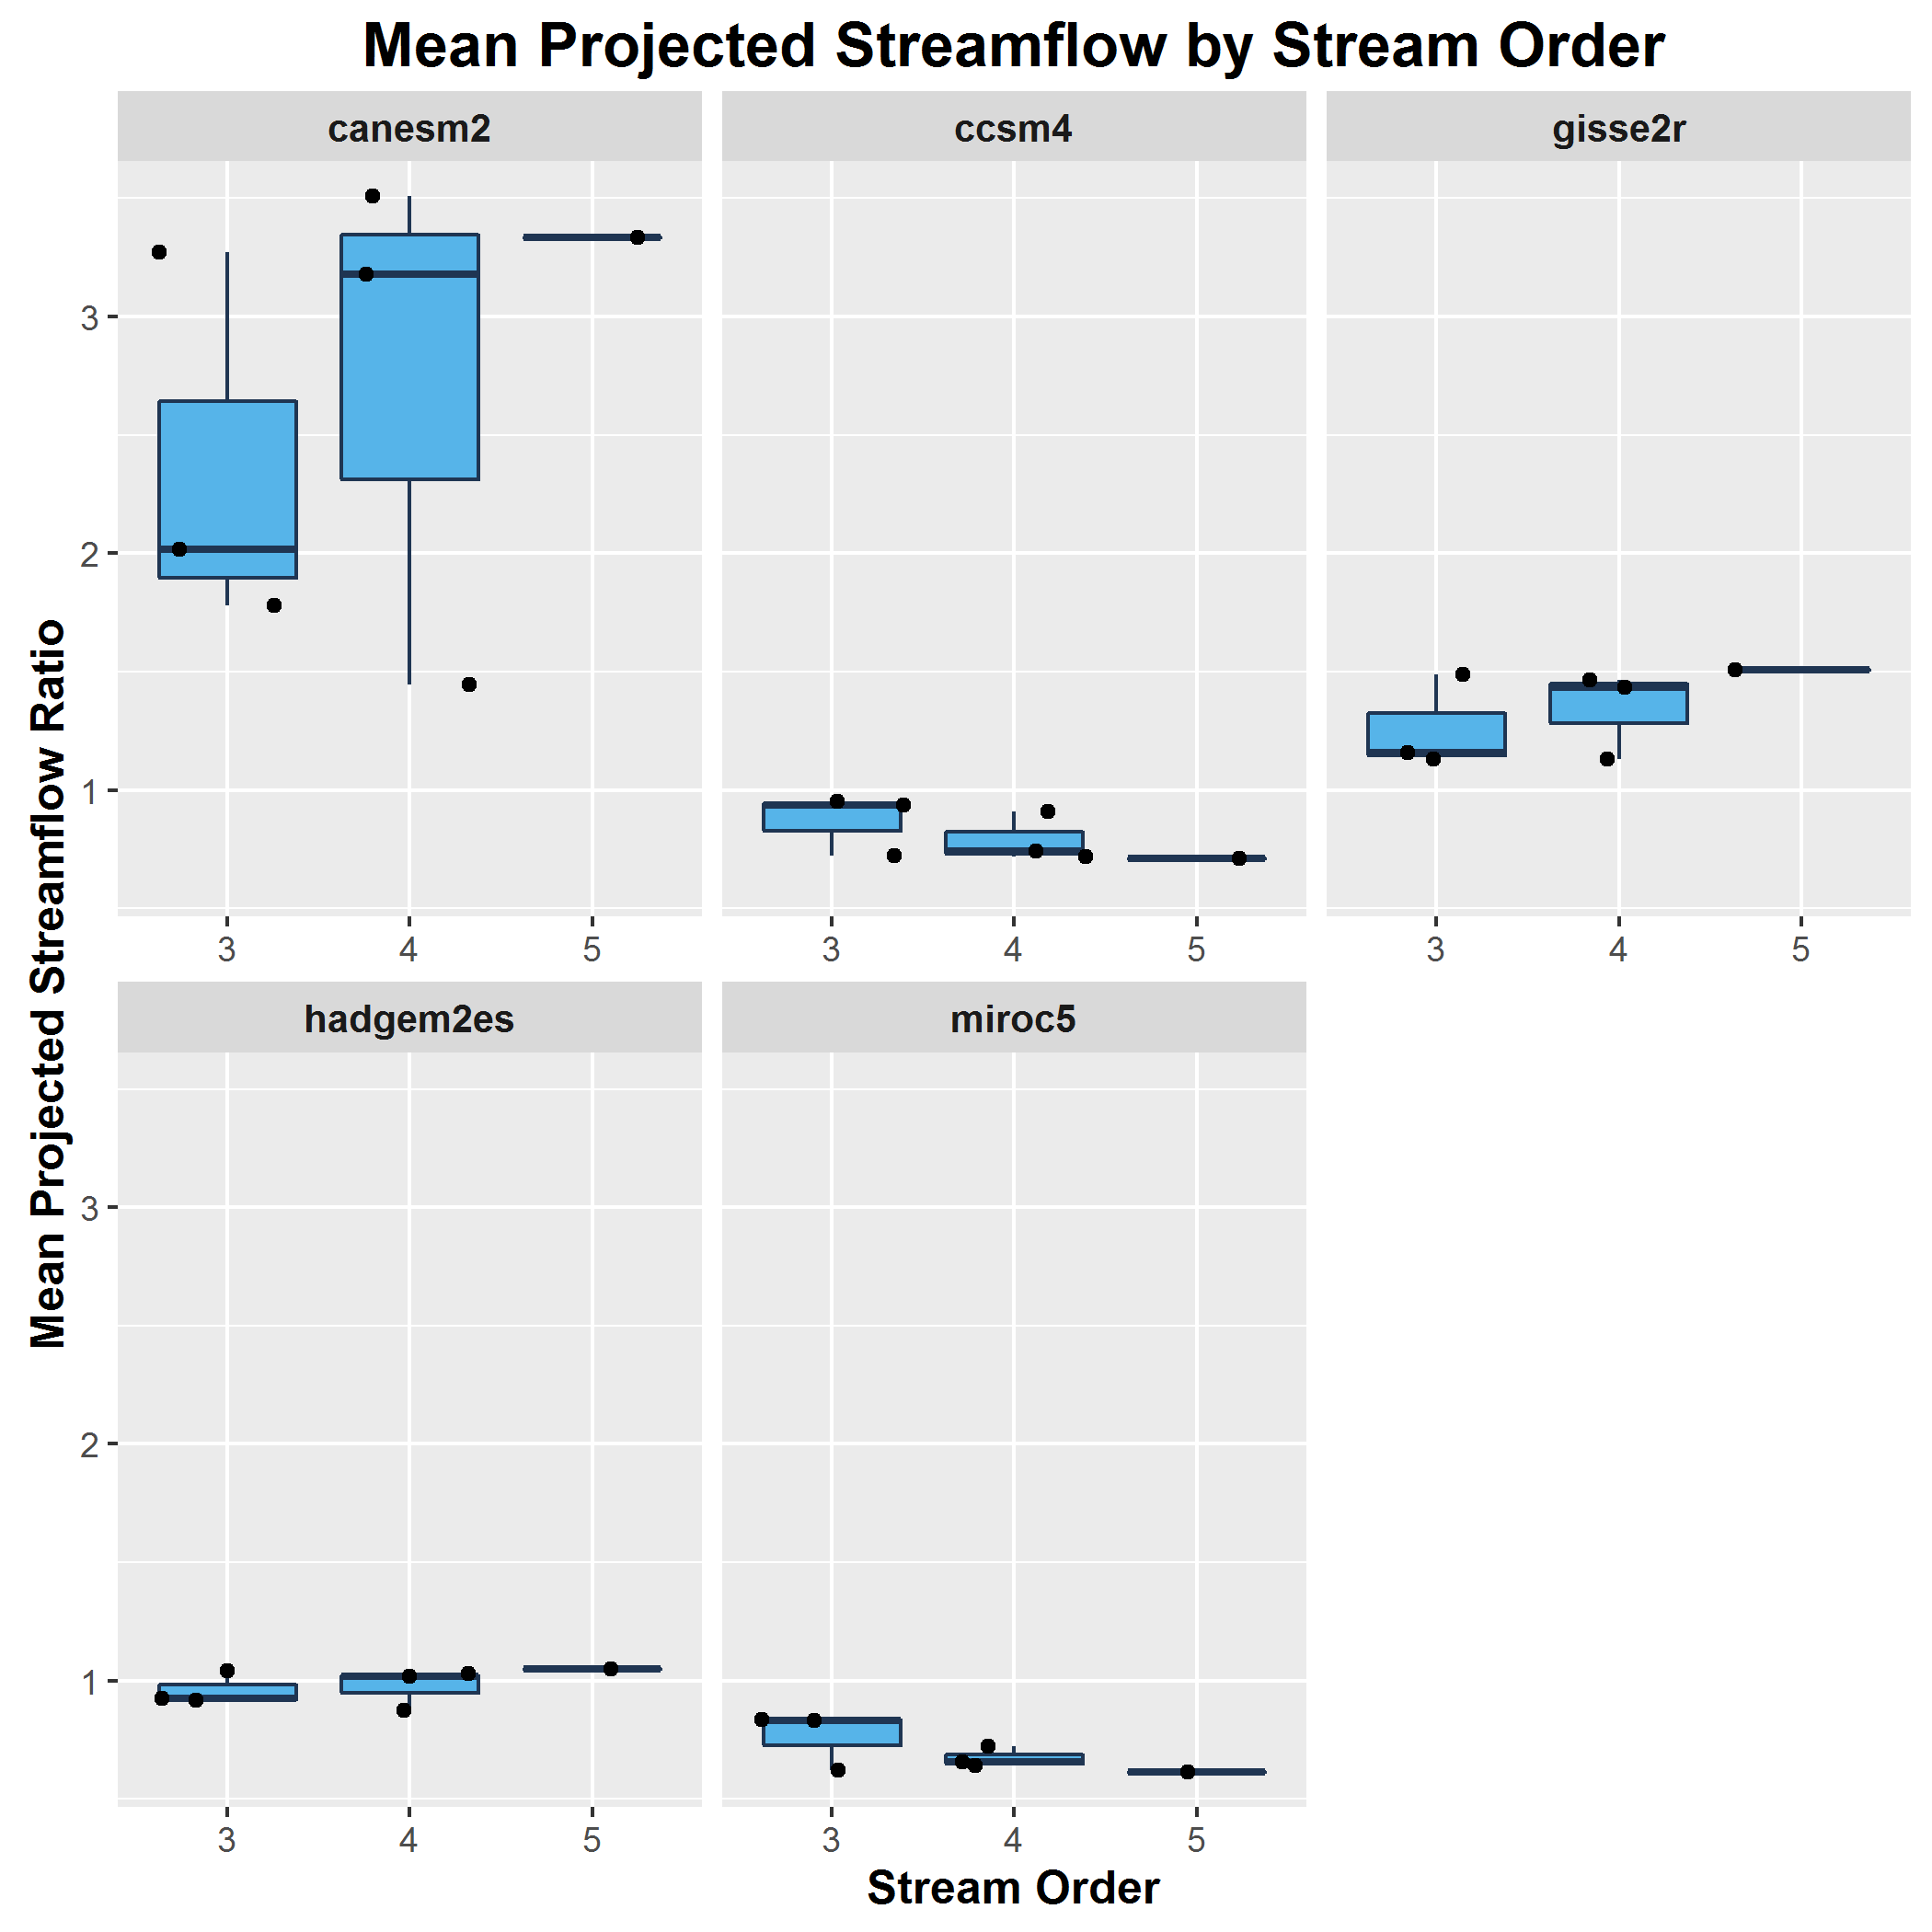 Mean Projected Streamflow by Stream Order
canesm2
ccsm4
gisse2r
Mean Projected Streamflow Ratio
3
2
1
3 4 5
3 4 5
3 4 5
hadgem2es
miroc5
3
2
1
3 4 5
3 4 5
Stream Order